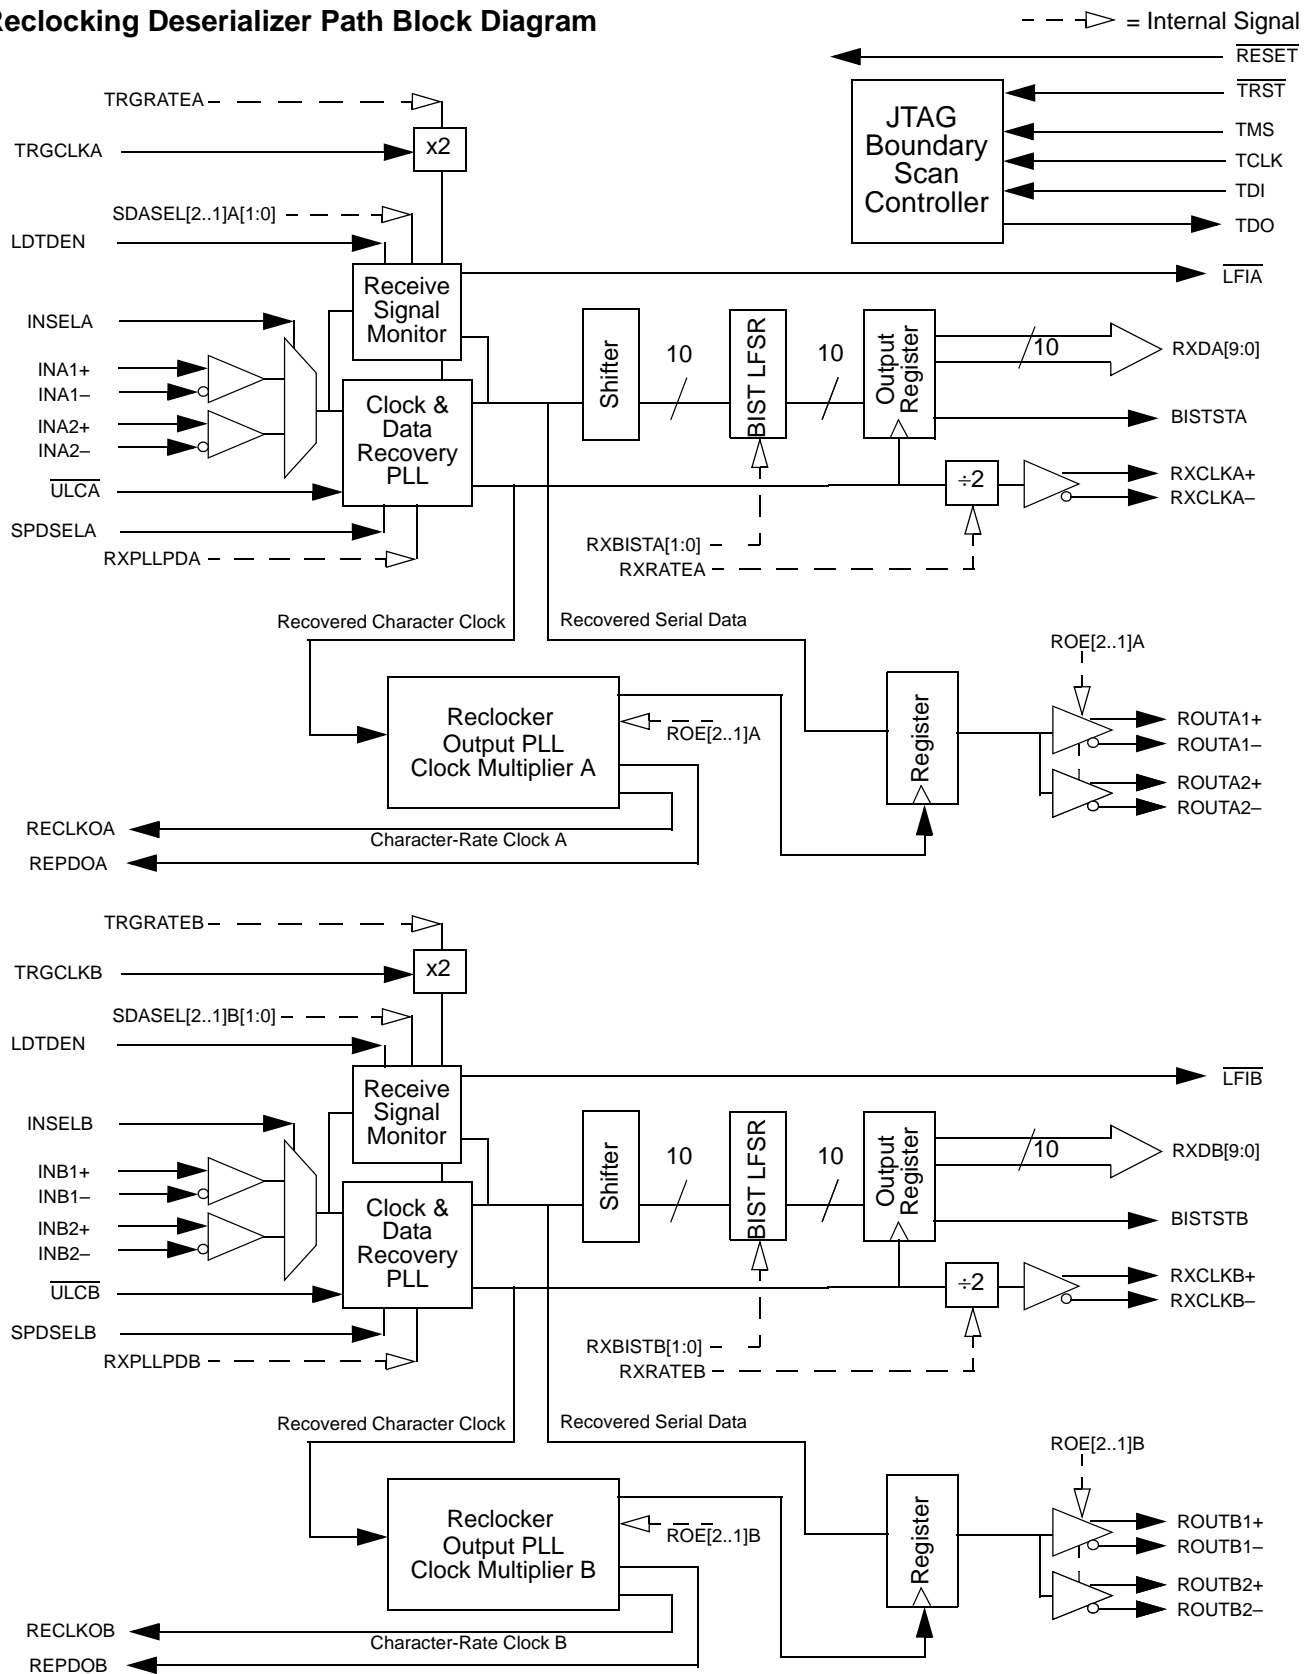 Reclocking Deserializer Path Block Diagram
= Internal Signal
RESET
TRST
TMS
TCLK
TDI
TDO
JTAG
Boundary
Scan
Controller
TRGRATEA
TRGCLKA
x2
SDASEL[2..1]A[1:0]
LDTDEN
Receive
Signal
Monitor
LFIA
INSELA
INA1+
INA1–
INA2+
INA2–
ULCA
SPDSELA
RXPLLPDA
Clock &
Data
Recovery
PLL
Shifter
10
BIST LFSR
10
Output
Register
10
RXDA[9:0]
BISTSTA
÷2
RXCLKA+
RXCLKA–
RXBISTA[1:0]
RXRATEA
Recovered Character Clock
Recovered Serial Data
Reclocker
Output PLL
Clock Multiplier A
ROE[2..1]A
Register
ROE[2..1]A
ROUTA1+
ROUTA1–
ROUTA2+
ROUTA2–
RECLKOA
Character-Rate Clock A
REPDOA
TRGRATEB
TRGCLKB
x2
SDASEL[2..1]B[1:0]
LDTDEN
Receive
Signal
Monitor
LFIB
INSELB
INB1+
INB1–
INB2+
INB2–
ULCB
SPDSELB
RXPLLPDB
Clock &
Data
Recovery
PLL
Shifter
10
BIST LFSR
10
Output
Register
10
RXDB[9:0]
BISTSTB
÷2
RXCLKB+
RXCLKB–
RXBISTB[1:0]
RXRATEB
Recovered Character Clock
Recovered Serial Data
Reclocker
Output PLL
Clock Multiplier B
ROE[2..1]B
Register
ROE[2..1]B
ROUTB1+
ROUTB1–
ROUTB2+
ROUTB2–
RECLKOB
Character-Rate Clock B
REPDOB